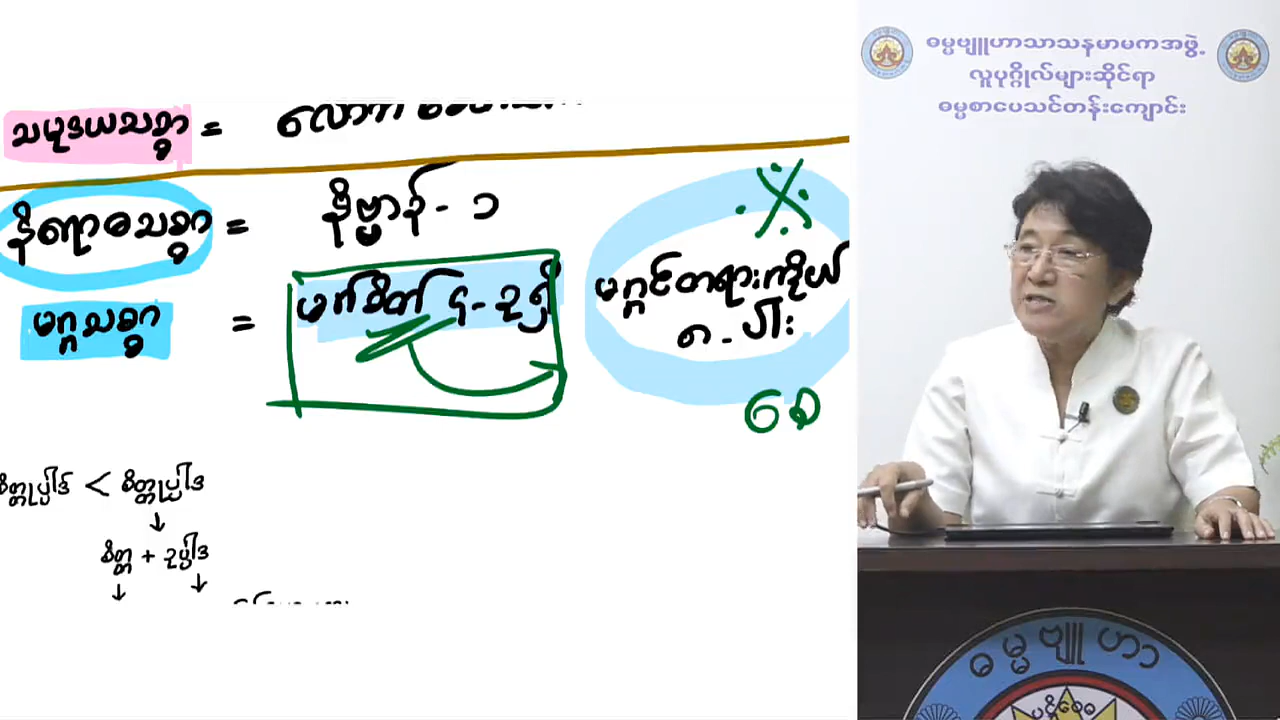 သမုဒယသစ္စာ = လောဘ
နိရောဓသစ္စာ = နိဗ္ဗာန် - ၁
မဂ္ဂသစ္စာ = မဂ်စိတ် ၄ - ဥ၌ မဂ္ဂင်တရားကိုယ်
၈ - ပါး
စိတ္တုပ္ပါဒ် < စိတ္တုပ္ပါဒ
↓
စိတ္တ + ဥပ္ပါဒ
↓ ↓
ဓမ္မဗျူဟာသာသနမာမကအဖွဲ့
လူပုဂ္ဂိုလ်များဆိုင်ရာ
ဓမ္မစာပေသင်တန်းကျောင်း
ဓမ္မဗျူဟာ